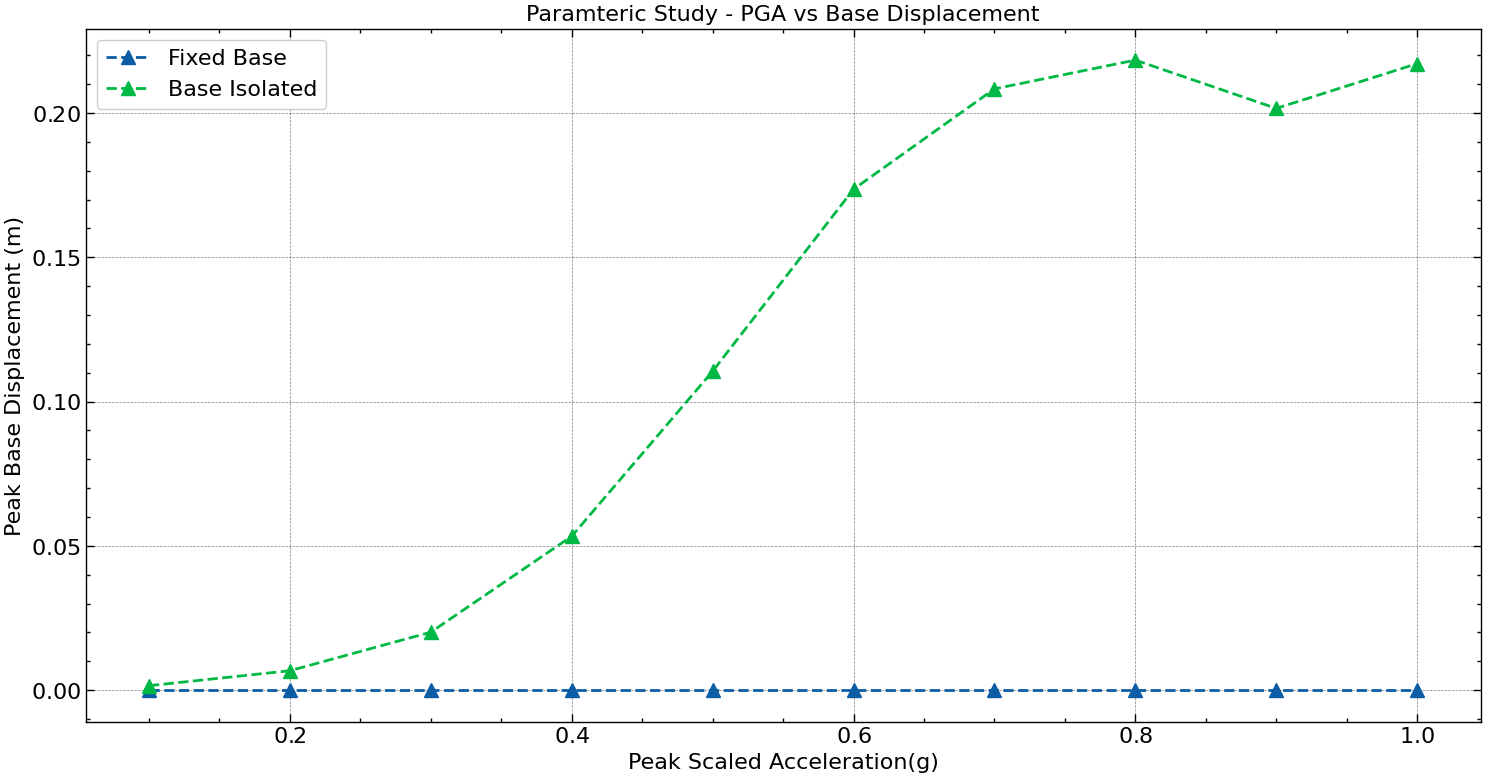 Paramteric Study - PGA vs Base Displacement
Fixed Base
Base Isolated
Peak Base Displacement (m)
0.20
0.15
0.10
0.05
0.00
0.2
0.4
0.6
0.8
1.0
Peak Scaled Acceleration(g)